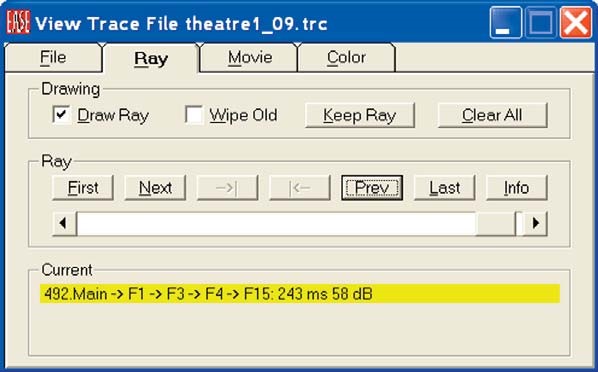 EASE View Trace File theatre1_09.trc
File Ray Movie Color
Drawing
Draw Ray Wipe Old Keep Ray Clear All
Ray
First Next -->| |<-- Prev Last Info
Current
492.Main -> F1 -> F3 -> F4 -> F15: 243 ms 58 dB